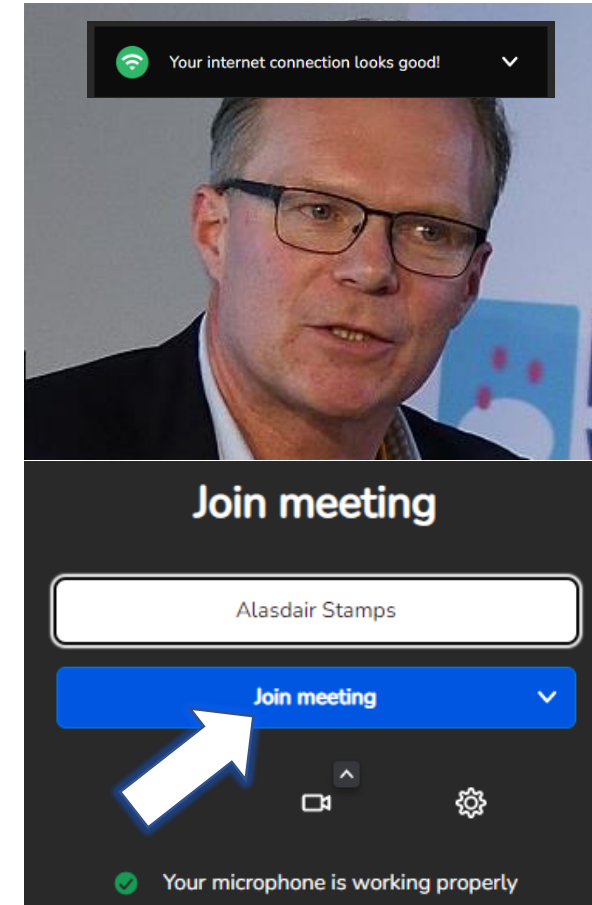 Your internet connection looks good!
Join meeting
Alasdair Stamps
Join meeting
Your microphone is working properly